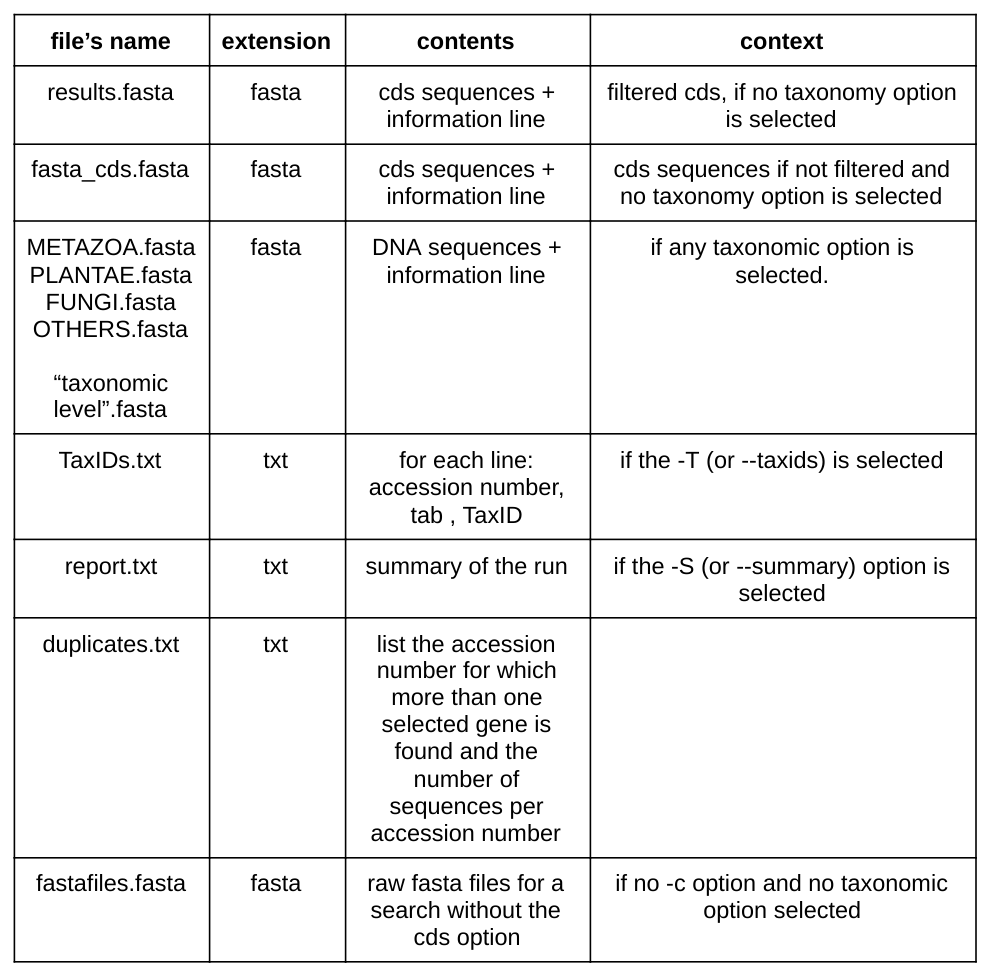 file’s name
extension
contents
context
results.fasta
fasta
cds sequences +
information line
filtered cds, if no taxonomy option
is selected
fasta_cds.fasta
fasta
cds sequences +
information line
cds sequences if not filtered and
no taxonomy option is selected
METAZOA.fasta
PLANTAE.fasta
FUNGI.fasta
OTHERS.fasta
“taxonomic
level”.fasta
fasta
DNA sequences +
information line
if any taxonomic option is
selected.
TaxIDs.txt
txt
for each line:
accession number,
tab , TaxID
if the -T (or --taxids) is selected
report.txt
txt
summary of the run
if the -S (or --summary) option is
selected
duplicates.txt
txt
list the accession
number for which
more than one
selected gene is
found and the
number of
sequences per
accession number
fastafiles.fasta
fasta
raw fasta files for a
search without the
cds option
if no -c option and no taxonomic
option selected